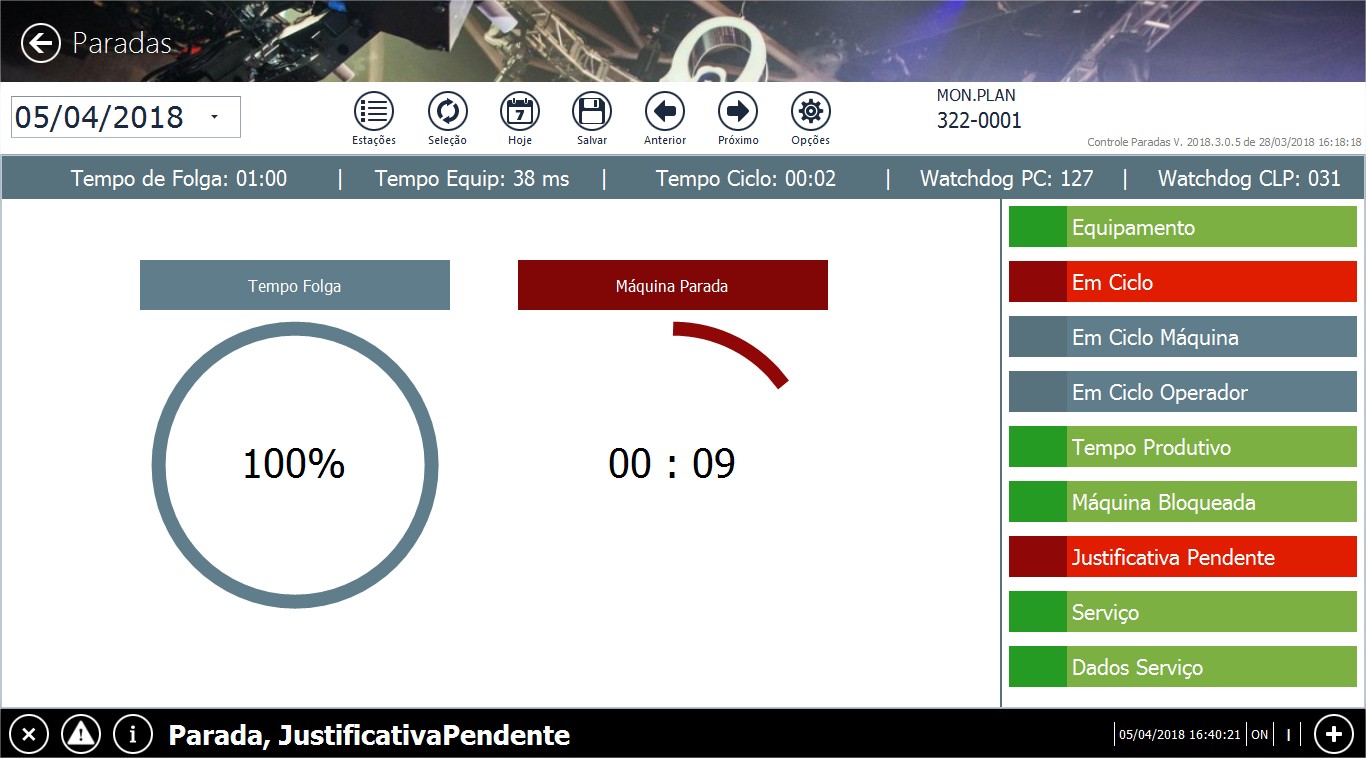 Paradas
05/04/2018
7
Estações
Seleção
Hoje
Salvar
Anterior
Próximo
Opções
MON.PLAN
322-0001
Controle Paradas V. 2018.3.0.5 de 28/03/2018 16:18:18
Tempo de Folga: 01:00 | Tempo Equip: 38 ms | Tempo Ciclo: 00:02 | Watchdog PC: 127 | Watchdog CLP: 031
Tempo Folga
100%
Máquina Parada
00 : 09
Equipamento
Em Ciclo
Em Ciclo Máquina
Em Ciclo Operador
Tempo Produtivo
Máquina Bloqueada
Justificativa Pendente
Serviço
Dados Serviço
Parada, JustificativaPendente
05/04/2018 16:40:21 | ON | I |